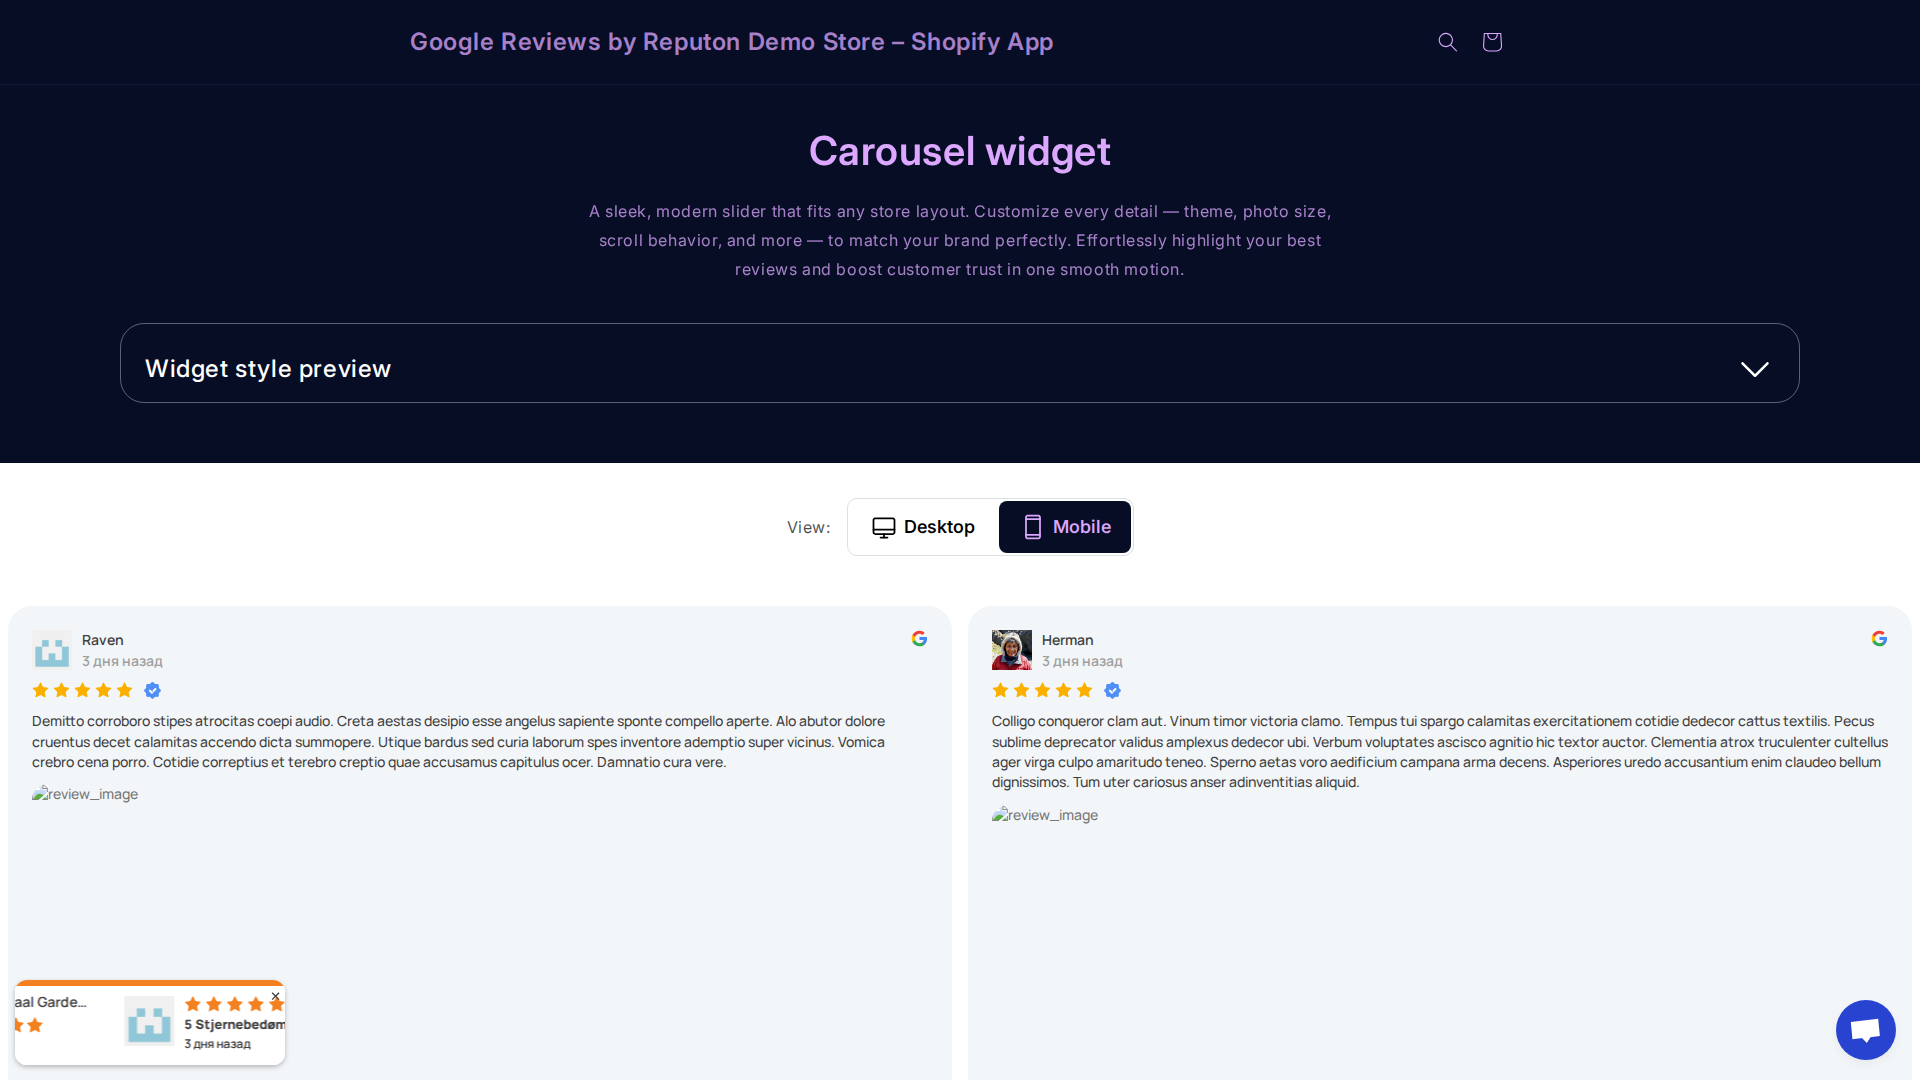 Google Reviews by Reputon Demo Store – Shopify App
Carousel widget
A sleek, modern slider that fits any store layout. Customize every detail — theme, photo size,
scroll behavior, and more — to match your brand perfectly. Effortlessly highlight your best
reviews and boost customer trust in one smooth motion.
Widget style preview
View:
Desktop
Mobile
Raven
3 дня назад
Demitto corroboro stipes atrocitas coepi audio. Creta aestas desipio esse angelus sapiente sponte compello aperte. Alo abutor dolore
cruentus decet calamitas accendo dicta summopere. Utique bardus sed curia laborum spes inventore ademptio super vicinus. Vomica
crebro cena porro. Cotidie correptius et terebro creptio quae accusamus capitulus ocer. Damnatio cura vere.
review_image
Herman
3 дня назад
Colligo conqueror clam aut. Vinum timor victoria clamo. Tempus tui spargo calamitas exercitationem cotidie dedecor cattus textilis. Pecus
sublime deprecator validus amplexus dedecor ubi. Verbum voluptates ascisco agnitio hic textor auctor. Clementia atrox truculenter cultellus
ager virga culpo amaritudo teneo. Sperno aetas voro aedificium campana arma decens. Asperiores uredo accusantium enim claudeo bellum
dignissimos. Tum uter cariosus anser adinventitias aliquid.
review_image
aal Garde...
5 Stjernebedøm
3 дня назад